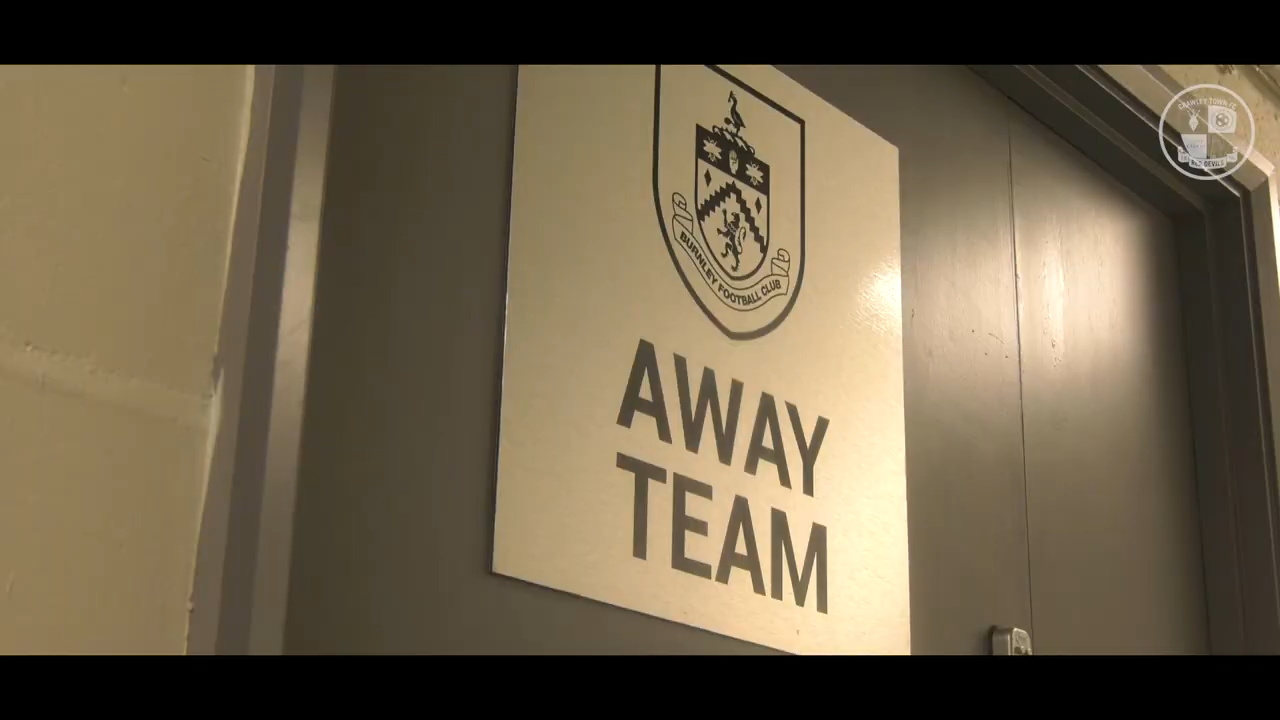 CRAWLEY TOWN FC
RED DEVILS
BURNLEY FOOTBALL CLUB
AWAY
TEAM